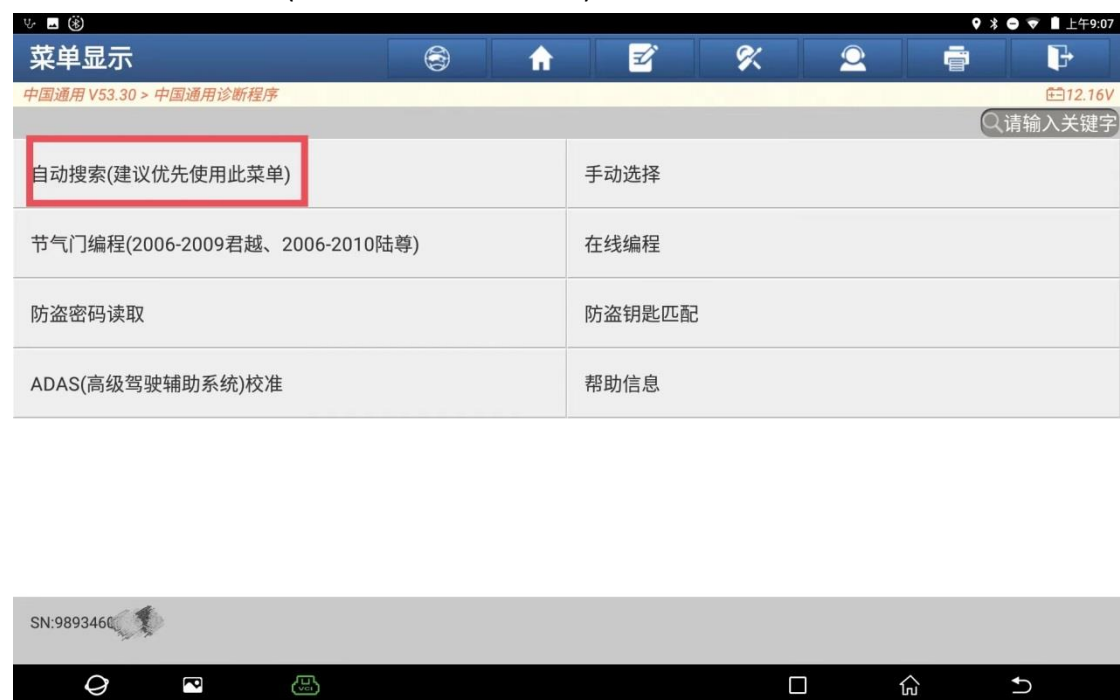 上午9:07
菜单显示
中国通用 V53.30 > 中国通用诊断程序
12.16V
请输入关键字
自动搜索(建议优先使用此菜单)
手动选择
节气门编程(2006-2009君越、2006-2010陆尊)
在线编程
防盗密码读取
防盗钥匙匹配
ADAS(高级驾驶辅助系统)校准
帮助信息
SN:9893460
VCI